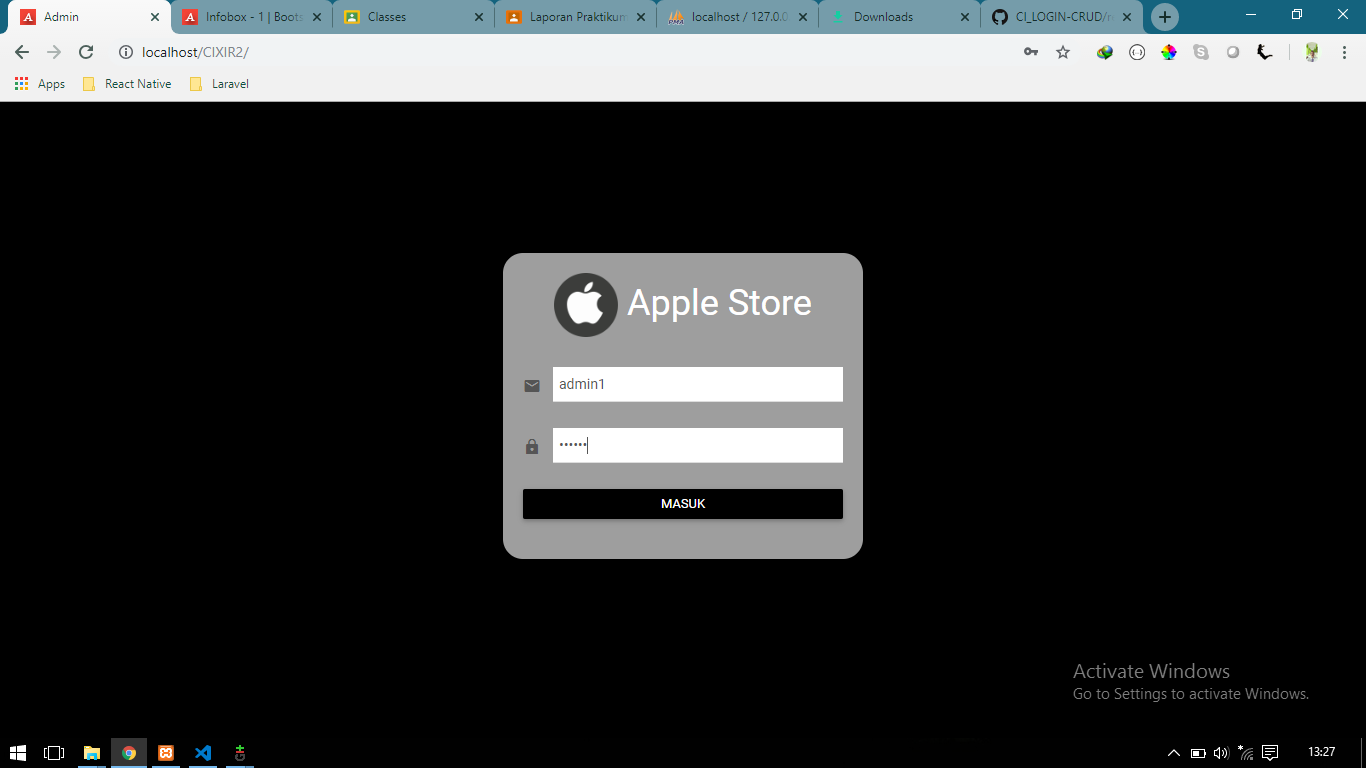 Admin
Infobox - 1 | Boots
Classes
Laporan Praktikum
localhost / 127.0.0
Downloads
CI_LOGIN-CRUD/
localhost/CIXIR2/
Apps
React Native
Laravel
Apple Store
admin1
••••••
MASUK
Activate Windows
Go to Settings to activate Windows.
13:27